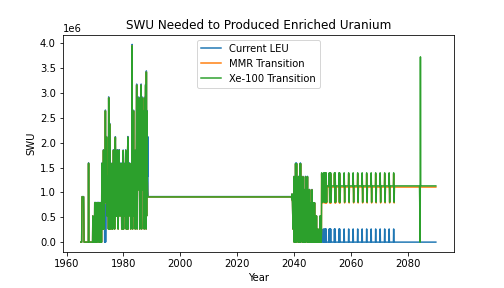 SWU Needed to Produced Enriched Uranium
1e6
Current LEU
MMR Transition
Xe-100 Transition
4.0
3.5
3.0
2.5
2.0
1.5
1.0
0.5
0.0
SWU
1960 1980 2000 2020 2040 2060 2080
Year